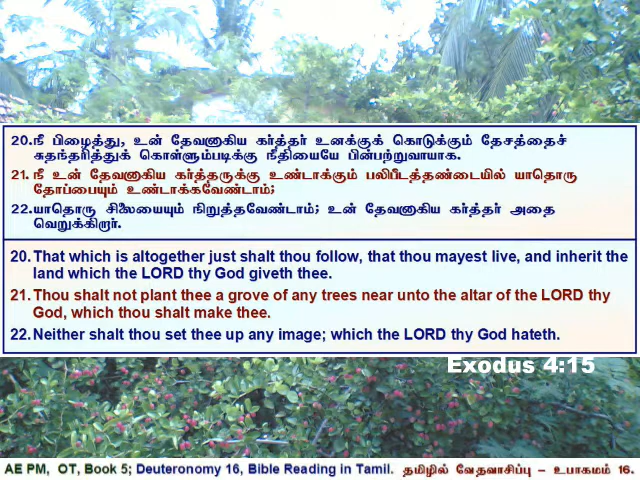 20.நீ பிழைத்து, உன் தேவனாகிய கர்த்தர் உனக்குக் கொடுக்கும் தேசத்தைச்
சுதந்தரித்துக் கொள்ளும்படிக்கு நீதியையே பின்பற்றுவாயாக.
21. நீ உன் தேவனாகிய கர்த்தருக்கு உண்டாக்கும் பலிபீடத்தண்டையில் யாதொரு
தோப்பையும் உண்டாக்கவேண்டாம்;
22.யாதொரு சிலையையும் நிறுத்தவேண்டாம்; உன் தேவனாகிய கர்த்தர் அதை
வெறுக்கிறார்.
20. That which is altogether just shalt thou follow, that thou mayest live, and inherit the
land which the LORD thy God giveth thee.
21. Thou shalt not plant thee a grove of any trees near unto the altar of the LORD thy
God, which thou shalt make thee.
22. Neither shalt thou set thee up any image; which the LORD thy God hateth.
Exodus 4:15
AE PM, OT, Book 5; Deuteronomy 16, Bible Reading in Tamil. தமிழில் வேதவாசிப்பு – உபாகமம் 16.